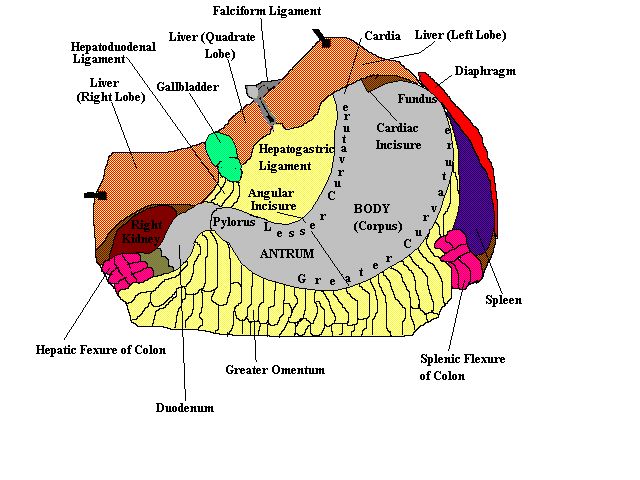 Falciform Ligament
Cardia
Liver (Left Lobe)
Liver (Quadrate
Lobe)
Hepatoduodenal
Ligament
Diaphragm
Liver
(Right Lobe)
Gallbladder
Fundus
Cardiac
Incisure
Hepatogastric
Ligament
Angular
Incisure
BODY
(Corpus)
Pylorus
Lesser Curvature
Right
Kidney
ANTRUM
Greater Curvature
Spleen
Hepatic Fexure of Colon
Splenic Flexure
of Colon
Greater Omentum
Duodenum